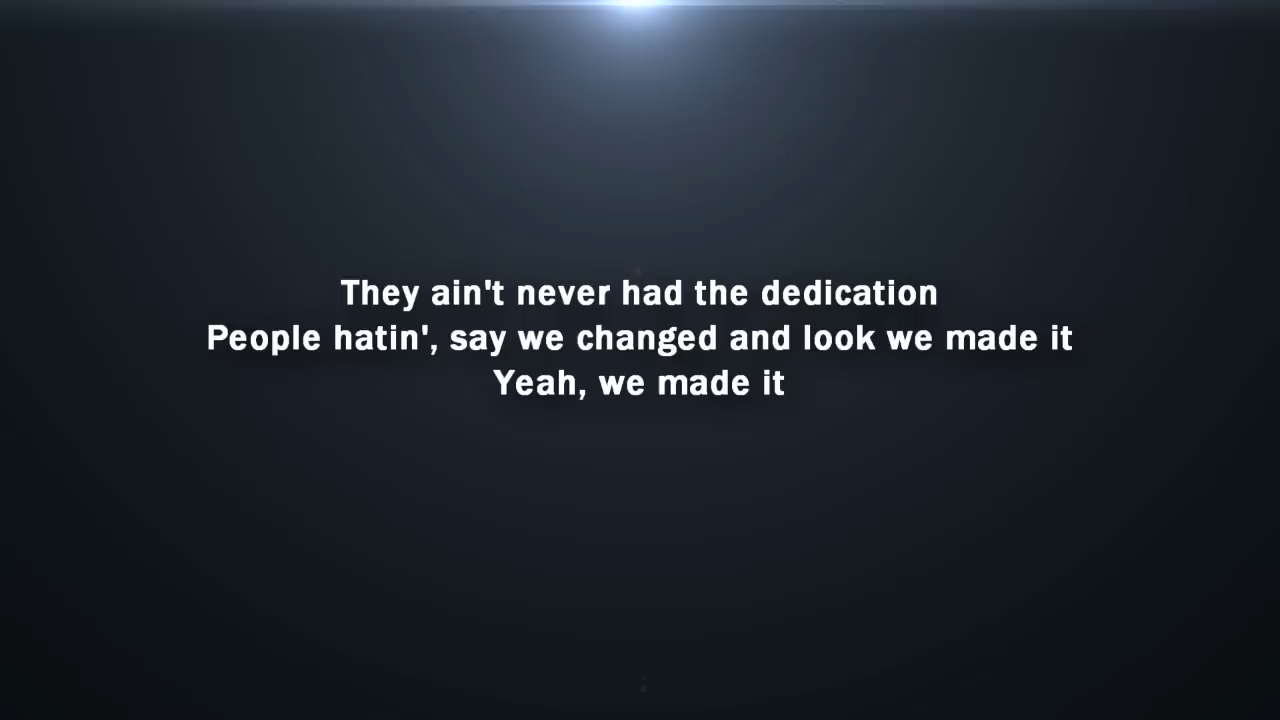 They ain't never had the dedication
People hatin', say we changed and look we made it
Yeah, we made it